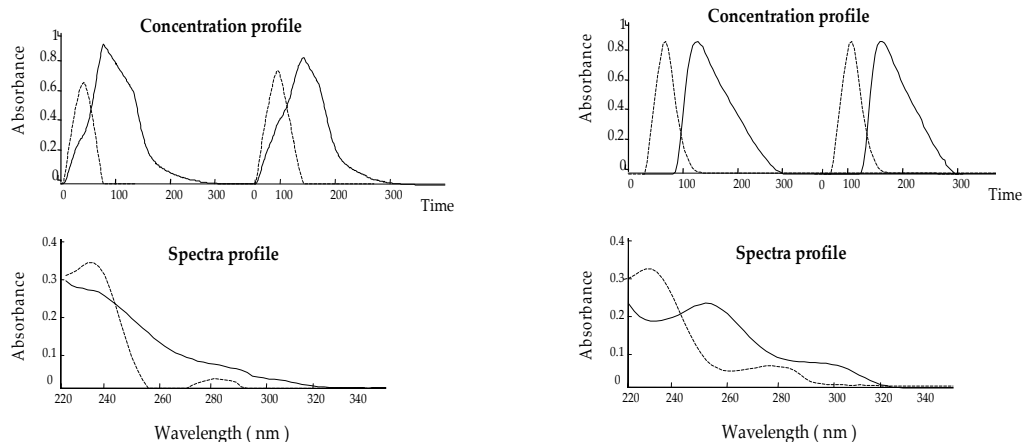 Concentration profile
Absorbance
1
0.8
0.6
0.4
0.2
0
0 100 200 300 0 100 200 300
Time
Spectra profile
Absorbance
0.4
0.3
0.2
0.1
0
220 240 260 280 300 320 340
Wavelength ( nm )
Concentration profile
Absorbance
1
0.8
0.6
0.4
0.2
0
0 100 300 0 100 200 300
Time
Spectra profile
Absorbance
0.4
0.3
0.2
0.1
0
220 240 260 280 300 320 340
Wavelength ( nm )